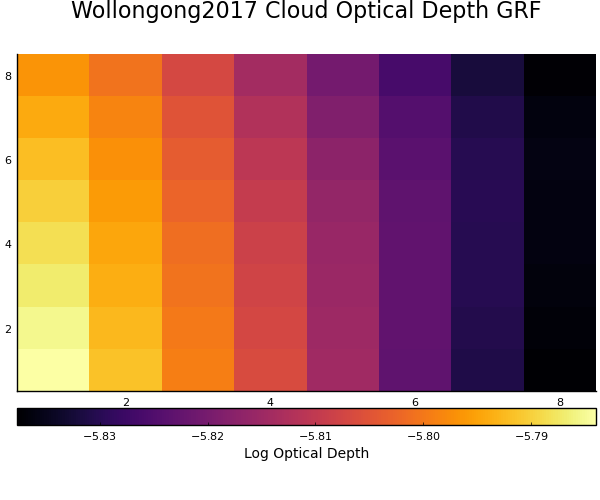 Wollongong2017 Cloud Optical Depth GRF
8
6
4
2
2 4 6 8
−5.83 −5.82 −5.81 −5.80 −5.79
Log Optical Depth